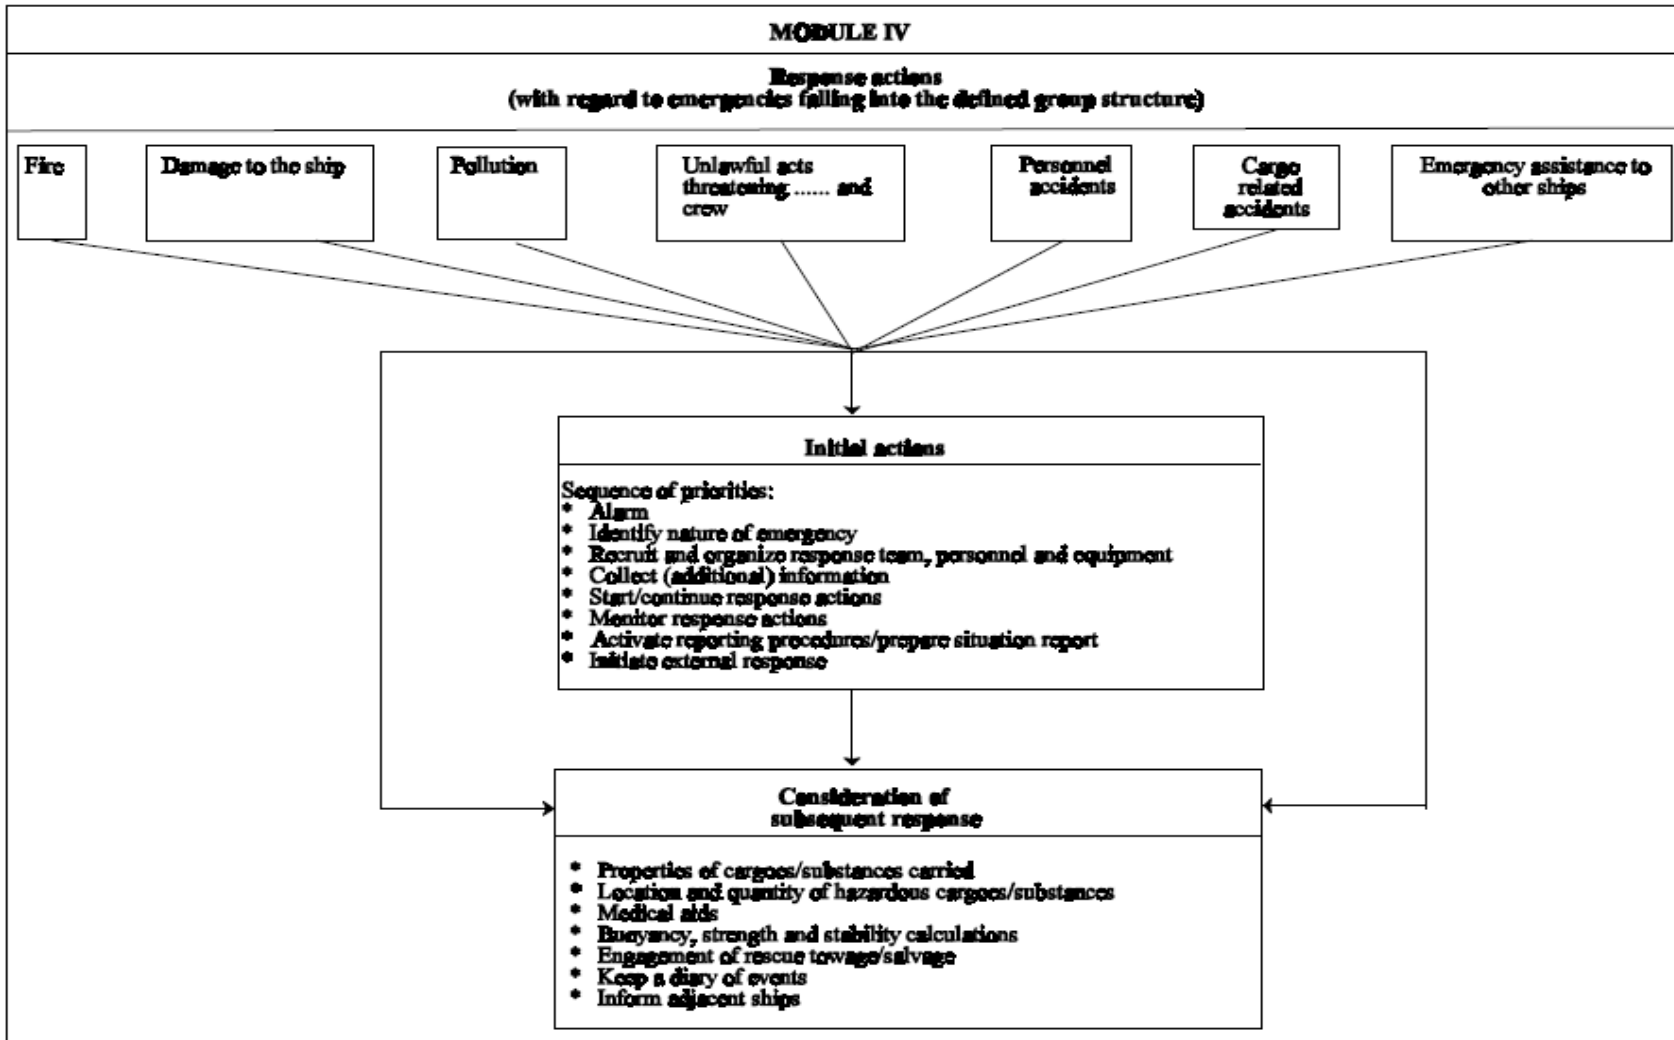 MODULE IV
Response actions
(with regard to emergencies falling into the defined group structure)
Fire
Damage to the ship
Pollution
Unlawful acts
threatening ...... and
crew
Personnel
accidents
Cargo
related
accidents
Emergency assistance to
other ships
Initial actions
Sequence of priorities:
* Alarm
* Identify nature of emergency
* Recruit and organize response team, personnel and equipment
* Collect (additional) information
* Start/continue response actions
* Monitor response actions
* Activate reporting procedures/prepare situation report
* Initiate external response
Consideration of
subsequent response
* Properties of cargoes/substances carried
* Location and quantity of hazardous cargoes/substances
* Medical aids
* Buoyancy, strength and stability calculations
* Engagement of rescue towage/salvage
* Keep a diary of events
* Inform adjacent ships